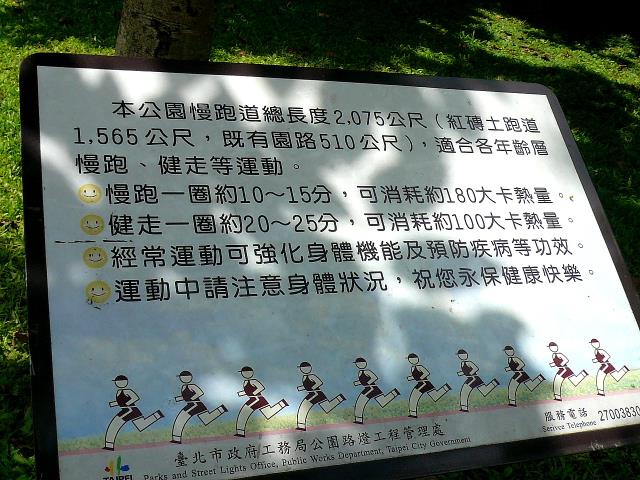 本公園慢跑道總長度2,075公尺（紅磚土跑道
1,565公尺，既有園路510公尺），適合各年齡層
慢跑、健走等運動。
慢跑一圈約10～15分，可消耗約180大卡熱量。
健走一圈約20～25分，可消耗約100大卡熱量。
經常運動可強化身體機能及預防疾病等功效。
運動中請注意身體狀況，祝您永保健康快樂。
臺北市政府工務局公園路燈工程管理處
服務電話 27003830
TAIPEI Parks and Street Lights Office, Public Works Department, Taipei City Government
Serivee Telephone